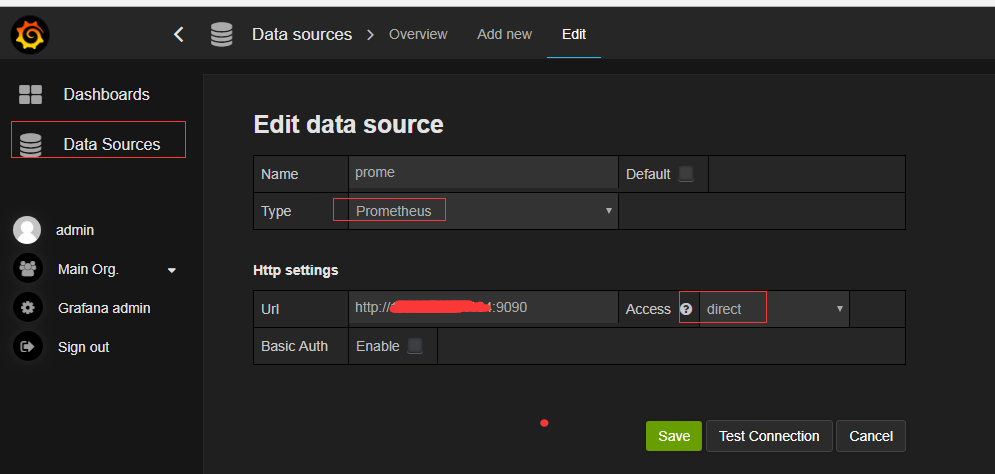 Data sources > Overview Add new Edit
Dashboards
Data Sources
admin
Main Org.
Grafana admin
Sign out
Edit data source
Name prome Default
Type Prometheus
Http settings
Url http:// :9090 Access direct
Basic Auth Enable
Save Test Connection Cancel